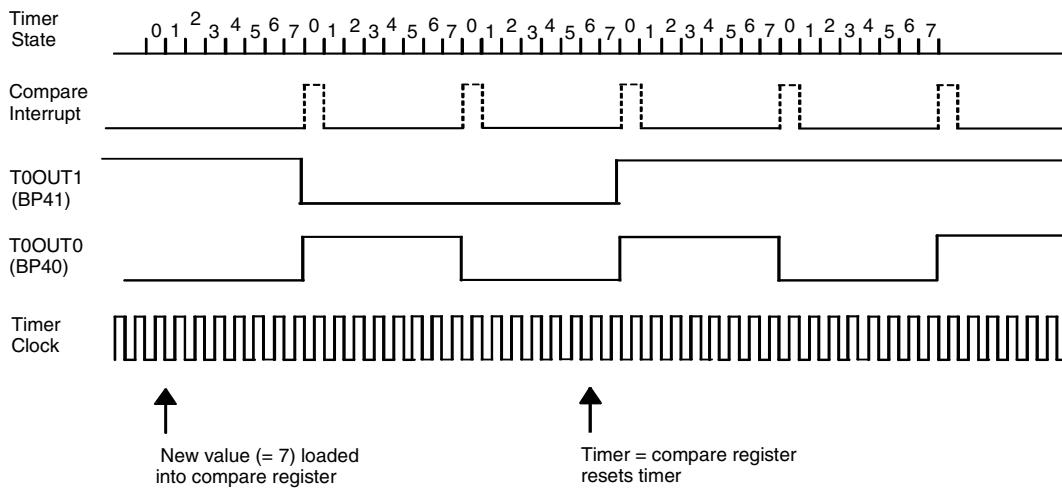 Timer
State
0 1 2 3 4 5 6 7 0 1 2 3 4 5 6 7 0 1 2 3 4 5 6 7 0 1 2 3 4 5 6 7 0 1 2 3 4 5 6 7
Compare
Interrupt
T0OUT1
(BP41)
T0OUT0
(BP40)
Timer
Clock
New value (= 7) loaded
into compare register
Timer = compare register
resets timer